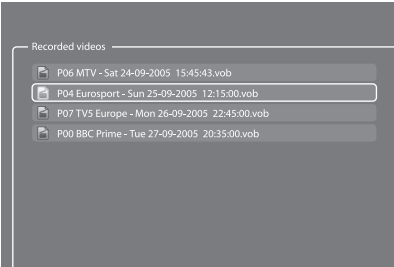 Recorded videos
P06 MTV - Sat 24-09-2005 15:45:43.vob
P04 Eurosport - Sun 25-09-2005 12:15:00.vob
P07 TV5 Europe - Mon 26-09-2005 22:45:00.vob
P00 BBC Prime - Tue 27-09-2005 20:35:00.vob